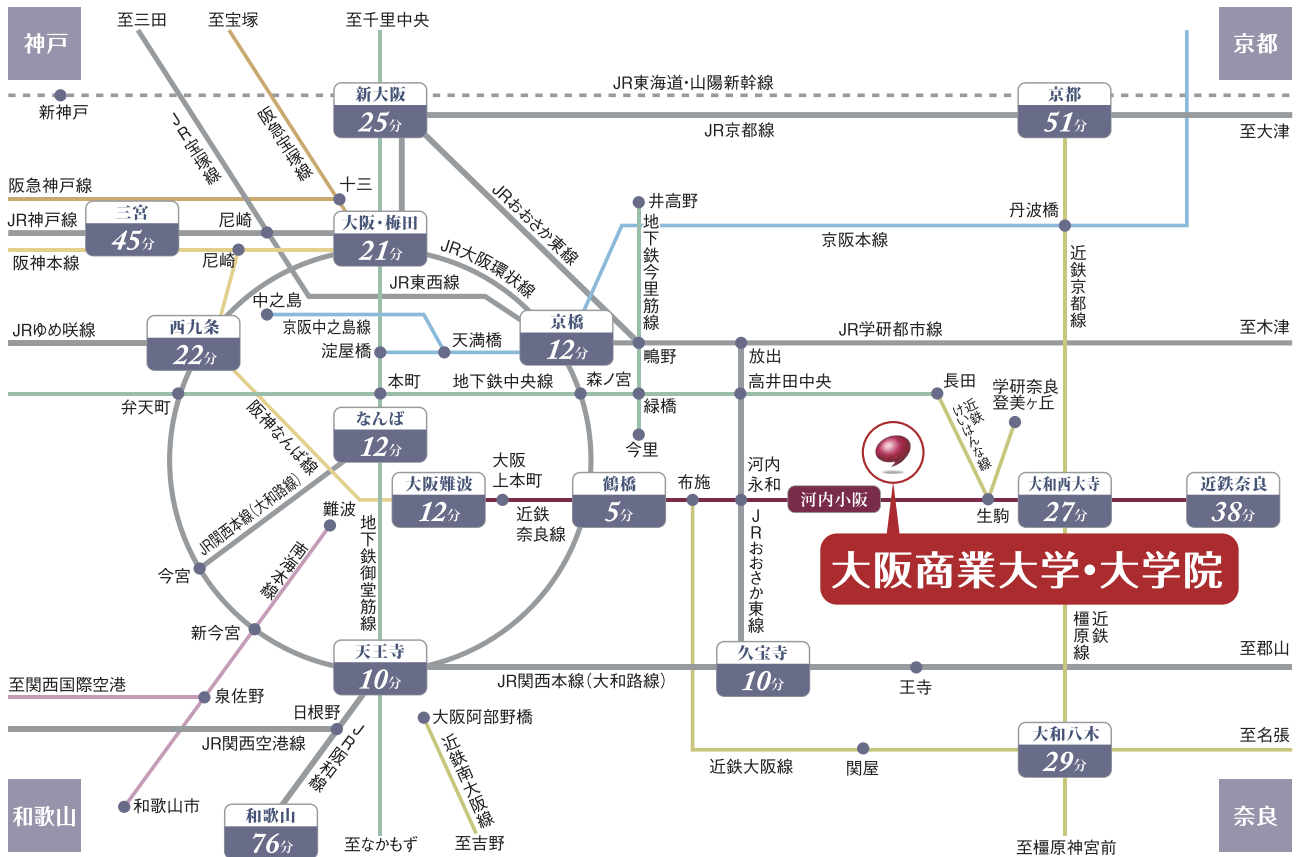 神戸
至三田
至宝塚
至千里中央
京都
新神戸
JR東海道・山陽新幹線
新大阪
25分
京都
51分
JR京都線
至大津
JR宝塚線
阪急宝塚線
阪急神戸線
十三
JRおおさか東線
井高野
丹波橋
JR神戸線
三宮
45分
尼崎
大阪・梅田
21分
地下鉄今里筋線
京阪本線
阪神本線
尼崎
JR大阪環状線
近鉄京都線
JR東西線
中之島
JRゆめ咲線
西九条
22分
京阪中之島線
淀屋橋
天満橋
京橋
12分
鴫野
JR学研都市線
放出
至木津
弁天町
本町
地下鉄中央線
森ノ宮
緑橋
高井田中央
長田
学研奈良
登美ヶ丘
近鉄
けいはんな線
阪神なんば線
なんば
12分
今里
大阪
上本町
大阪難波
12分
近鉄
奈良線
鶴橋
5分
布施
河内
永和
河内小阪
生駒
大和西大寺
27分
近鉄奈良
38分
JR関西本線(大和路線)
難波
地下鉄御堂筋線
JRおおさか東線
大阪商業大学・大学院
今宮
南海本線
新今宮
近鉄
橿原線
天王寺
10分
久宝寺
10分
至郡山
JR関西本線(大和路線)
王寺
至関西国際空港
泉佐野
日根野
大阪阿部野橋
JR関西空港線
JR阪和線
近鉄南大阪線
近鉄大阪線
関屋
大和八木
29分
至名張
和歌山
和歌山市
和歌山
76分
至なかもず
至吉野
至橿原神宮前
奈良